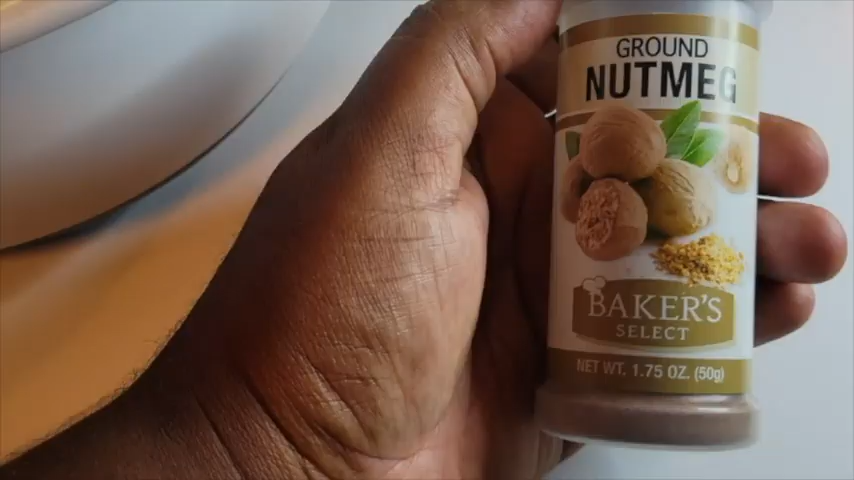 GROUND
NUTMEG
BAKER'S
SELECT
NET WT. 1.75 OZ. (50g)